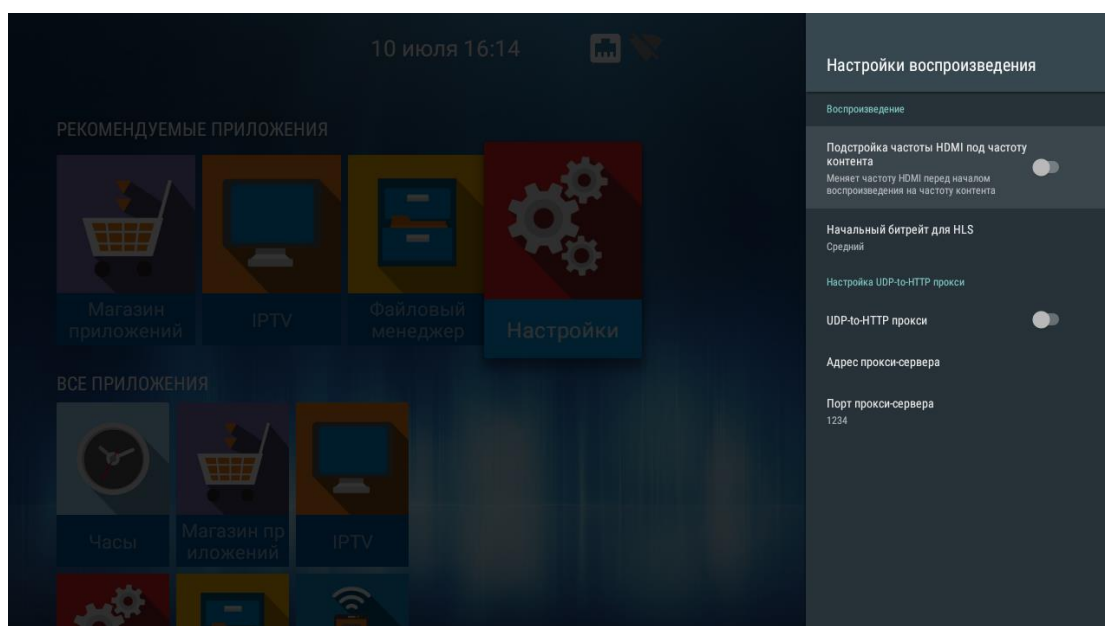 10 июля 16:14
РЕКОМЕНДУЕМЫЕ ПРИЛОЖЕНИЯ
Магазин
приложений
IPTV
Файловый
менеджер
Настройки
ВСЕ ПРИЛОЖЕНИЯ
Часы
Магазин пр
иложений
IPTV
Настройки воспроизведения
Воспроизведение
Подстройка частоты HDMI под частоту
контента
Меняет частоту HDMI перед началом
воспроизведения на частоту контента
Начальный битрейт для HLS
Средний
Настройка UDP-to-HTTP прокси
UDP-to-HTTP прокси
Адрес прокси-сервера
Порт прокси-сервера
1234